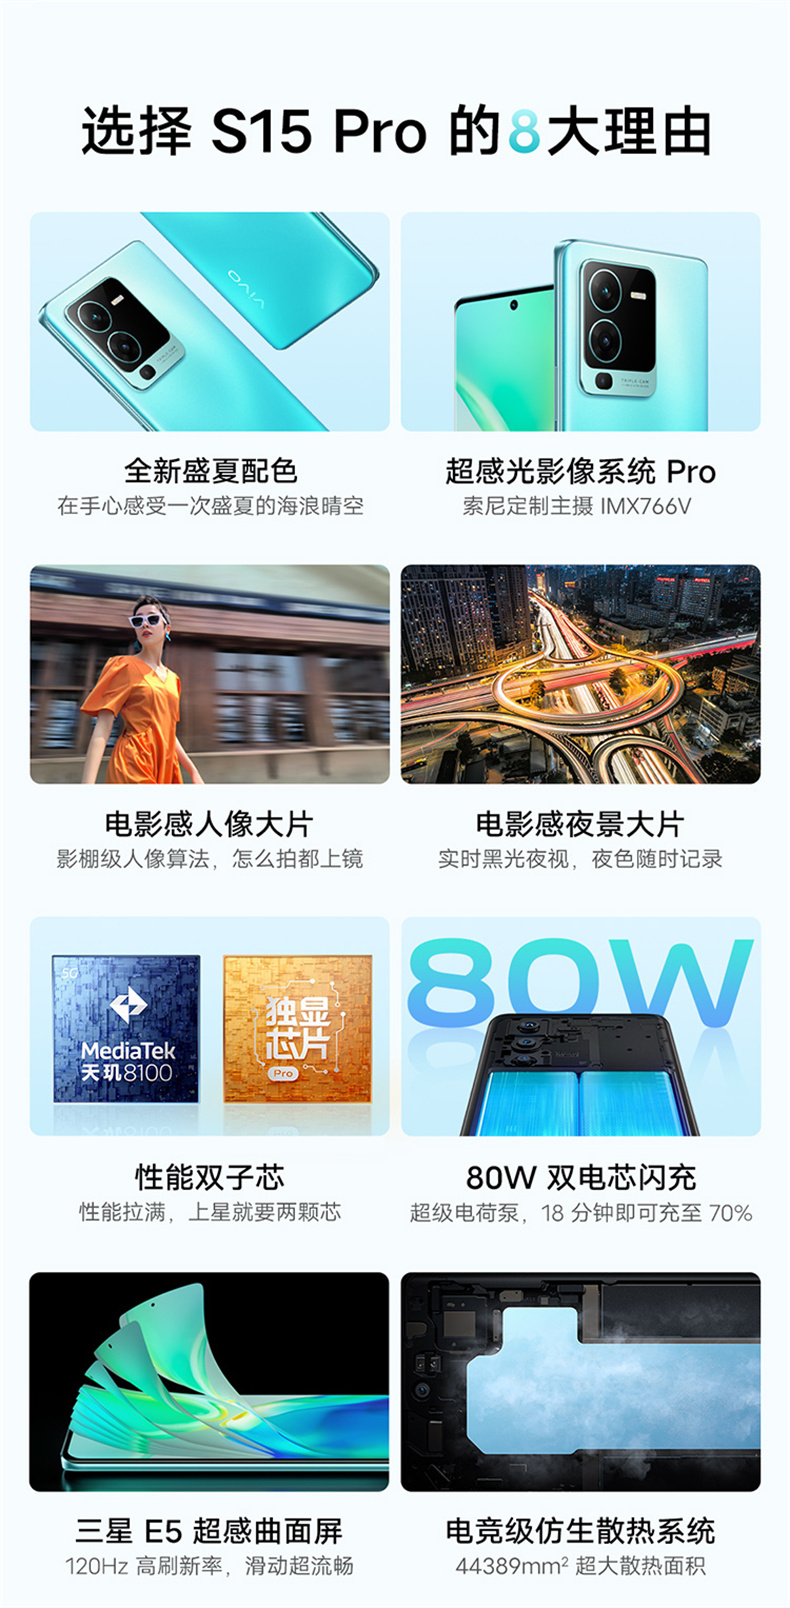 选择 S15 Pro 的8大理由
vivo
TRIPLE CAM
全新盛夏配色
在手心感受一次盛夏的海浪晴空
TRIPLE CAM
超感光影像系统 Pro
索尼定制主摄 IMX766V
电影感人像大片
影棚级人像算法，怎么拍都上镜
电影感夜景大片
实时黑光夜视，夜色随时记录
5G
MediaTek
天玑8100
独显
芯片
Pro
性能双子芯
性能拉满，上星就要两颗芯
80W
80W 双电芯闪充
超级电荷泵，18 分钟即可充至 70%
三星 E5 超感曲面屏
120Hz 高刷新率，滑动超流畅
电竞级仿生散热系统
44389mm² 超大散热面积